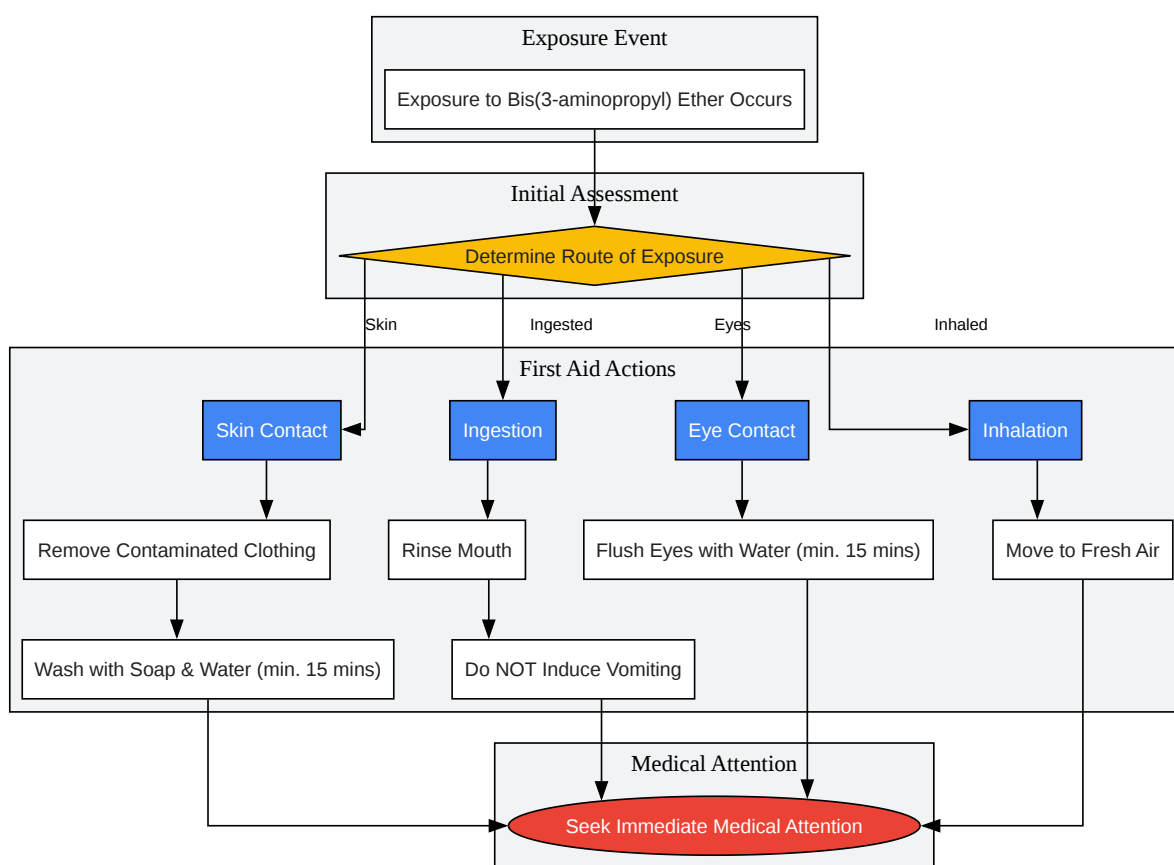 Exposure Event
Exposure to Bis(3-aminopropyl) Ether Occurs
Initial Assessment
Determine Route of Exposure
Skin
Ingested
Eyes
Inhaled
First Aid Actions
Skin Contact
Ingestion
Eye Contact
Inhalation
Remove Contaminated Clothing
Rinse Mouth
Flush Eyes with Water (min. 15 mins)
Move to Fresh Air
Wash with Soap & Water (min. 15 mins)
Do NOT Induce Vomiting
Medical Attention
Seek Immediate Medical Attention